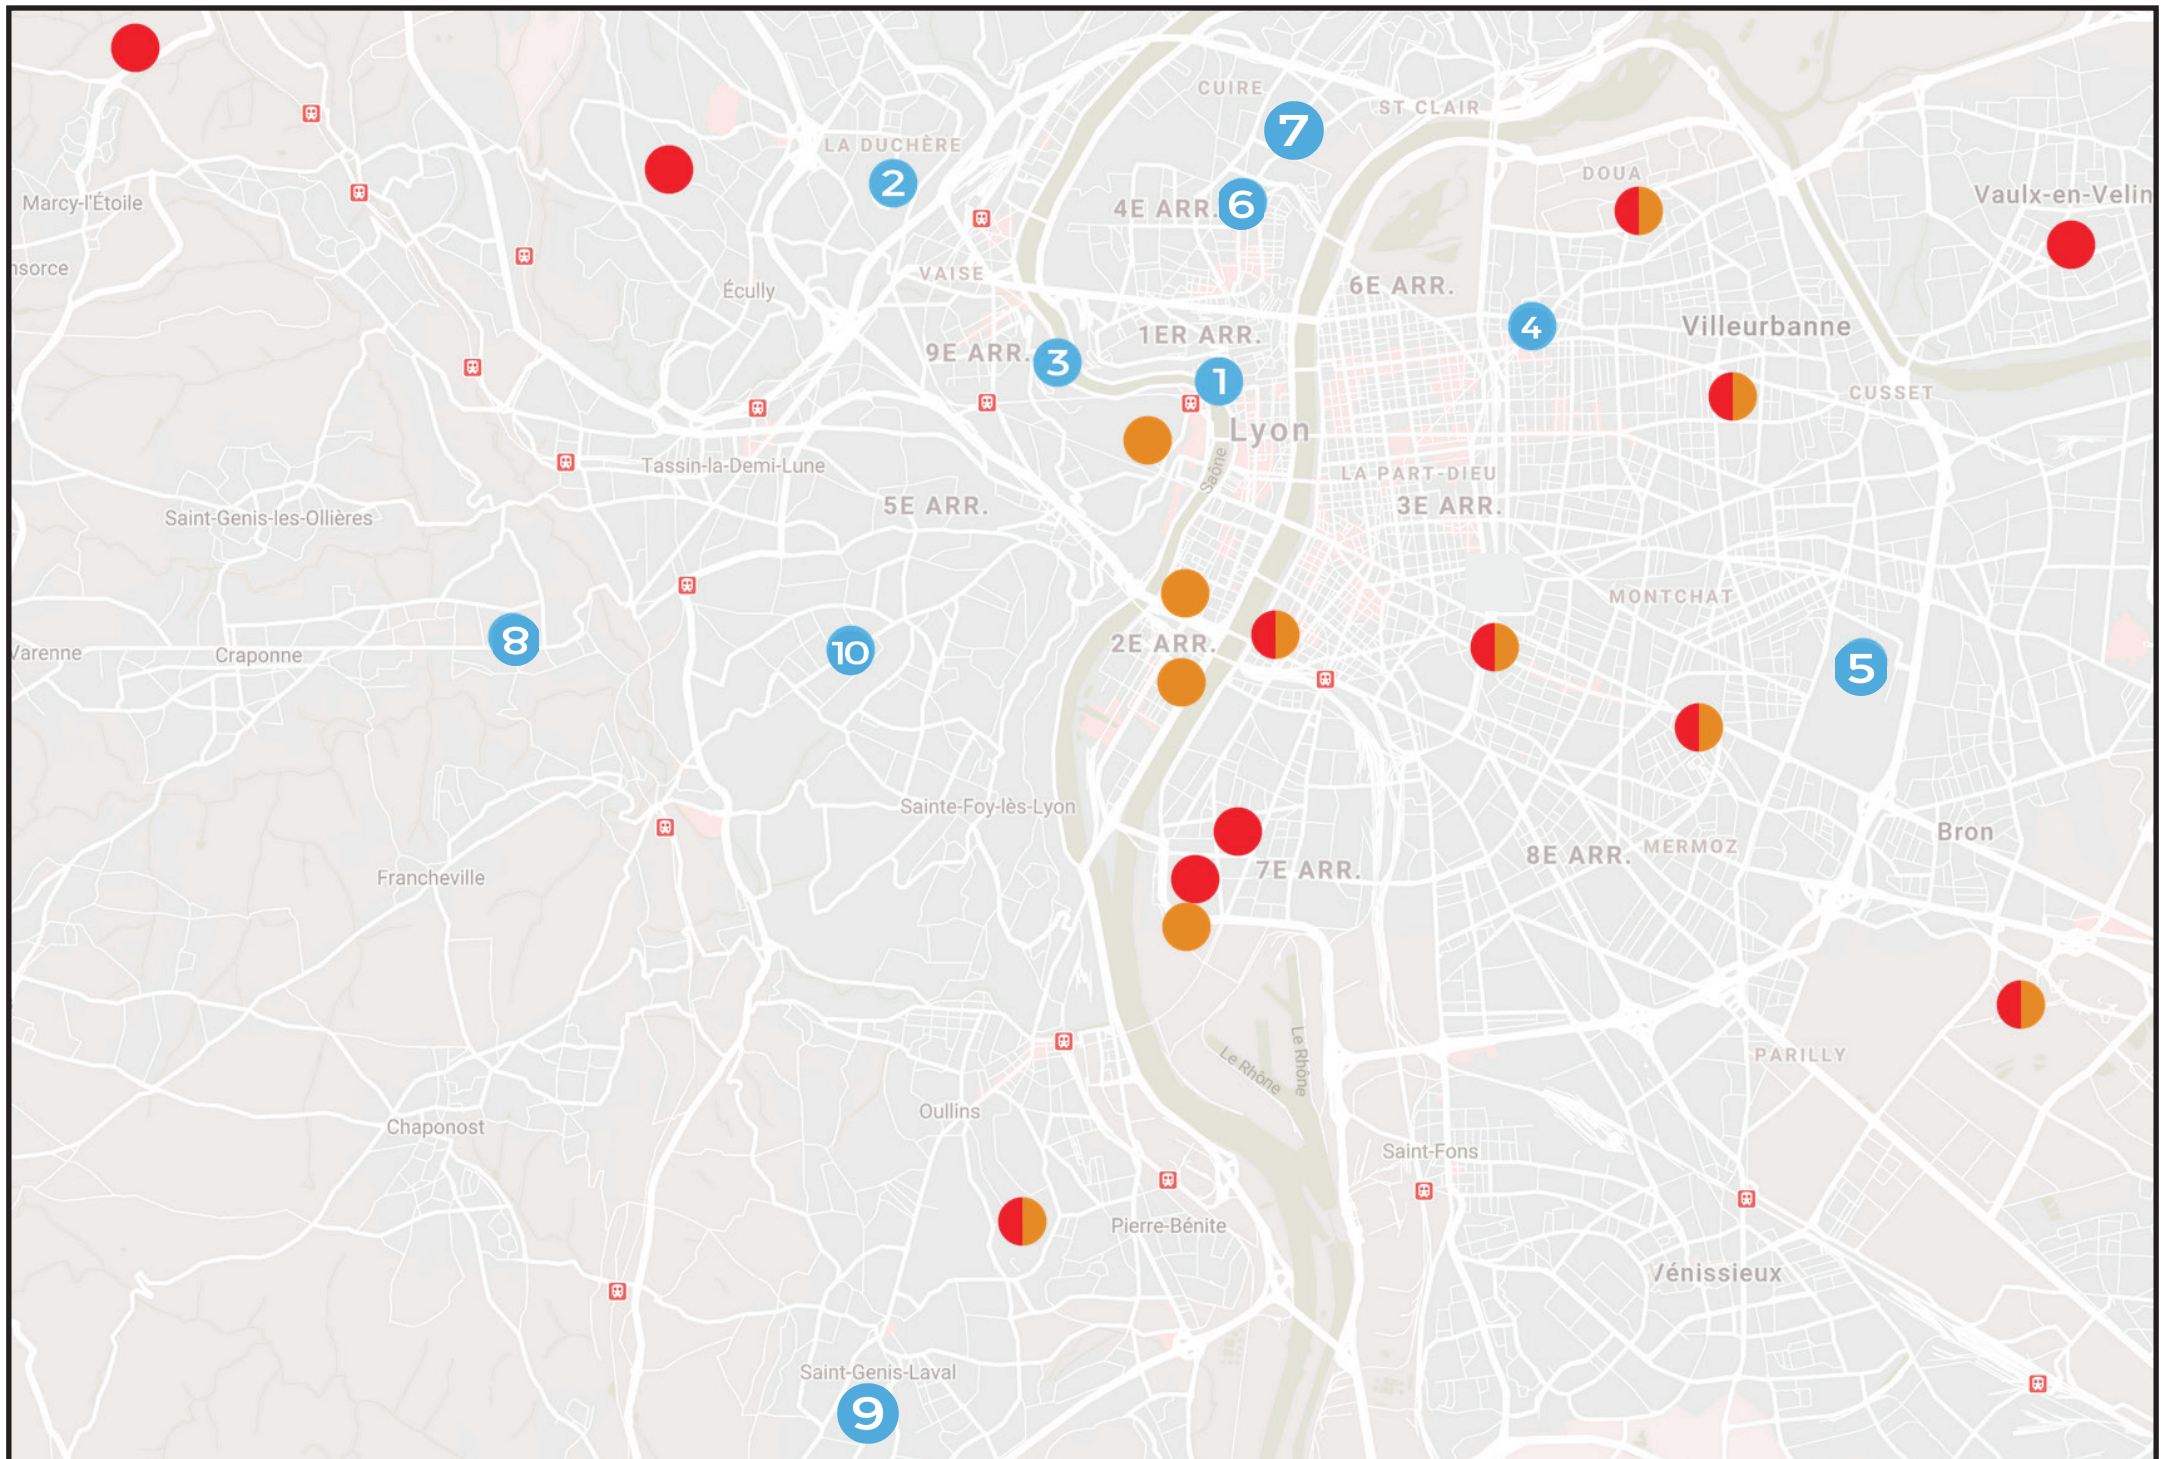 CUIRE
ST CLAIR
7
LA DUCHÈRE
2
DOUA
Marcy-l'Étoile
4E ARR.
6
Vaulx-en-Velin
nsorce
VAISE
Écully
6E ARR.
1ER ARR.
4
Villeurbanne
9E ARR.
3
1
CUSSET
Lyon
Tassin-la-Demi-Lune
Saône
LA PART-DIEU
5E ARR.
3E ARR.
Saint-Genis-les-Ollières
MONTCHAT
8
10
2E ARR.
Varenne
Craponne
5
Sainte-Foy-lès-Lyon
Bron
MERMOZ
8E ARR.
7E ARR.
Francheville
Le Rhône
Le Rhône
PARILLY
Oullins
Chaponost
Saint-Fons
Pierre-Bénite
Vénissieux
Saint-Genis-Laval
9